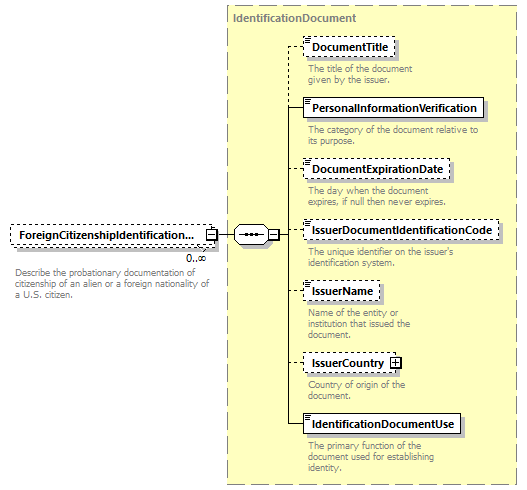 IdentificationDocument
DocumentTitle
The title of the document
given by the issuer.
PersonalInformationVerification
The category of the document relative to
its purpose.
DocumentExpirationDate
The day when the document
expires, if null then never expires.
ForeignCitizenshipIdentification...
0..∞
Describe the probationary documentation of
citizenship of an alien or a foreign nationality of
a U.S. citizen.
IssuerDocumentIdentificationCode
The unique identifier on the issuer's
identification system.
IssuerName
Name of the entity or
institution that issued the
document.
IssuerCountry
Country of origin of the
document.
IdentificationDocumentUse
The primary function of the
document used for establishing
identity.